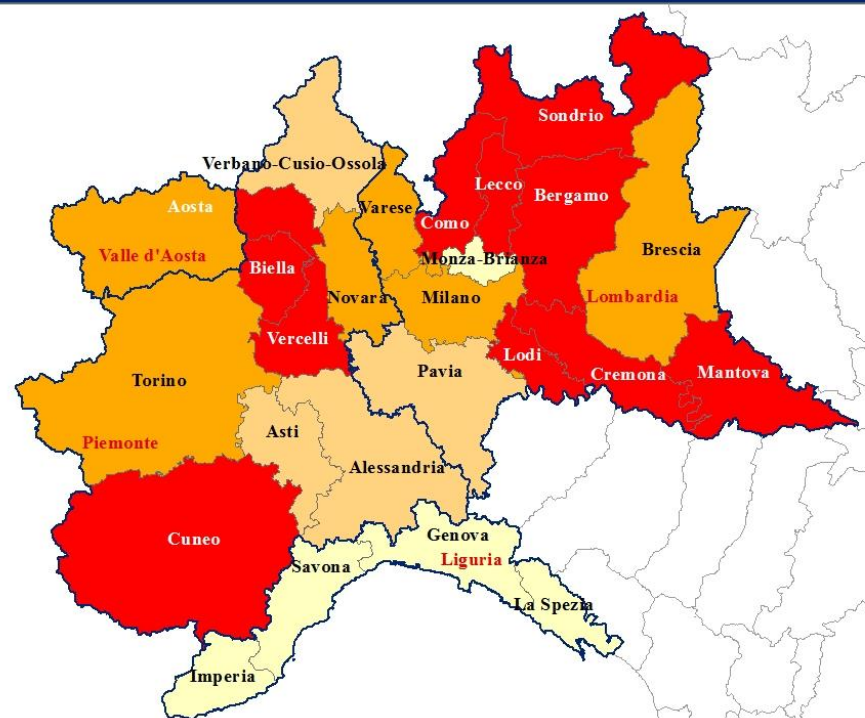 Sondrio
Verbano-Cusio-Ossola
Lecco
Bergamo
Aosta
Varese
Como
Valle d'Aosta
Brescia
Monza-Brianza
Biella
Novara
Milano
Lombardia
Vercelli
Lodi
Pavia
Cremona
Mantova
Torino
Asti
Piemonte
Alessandria
Cuneo
Genova
Savona
Liguria
La Spezia
Imperia